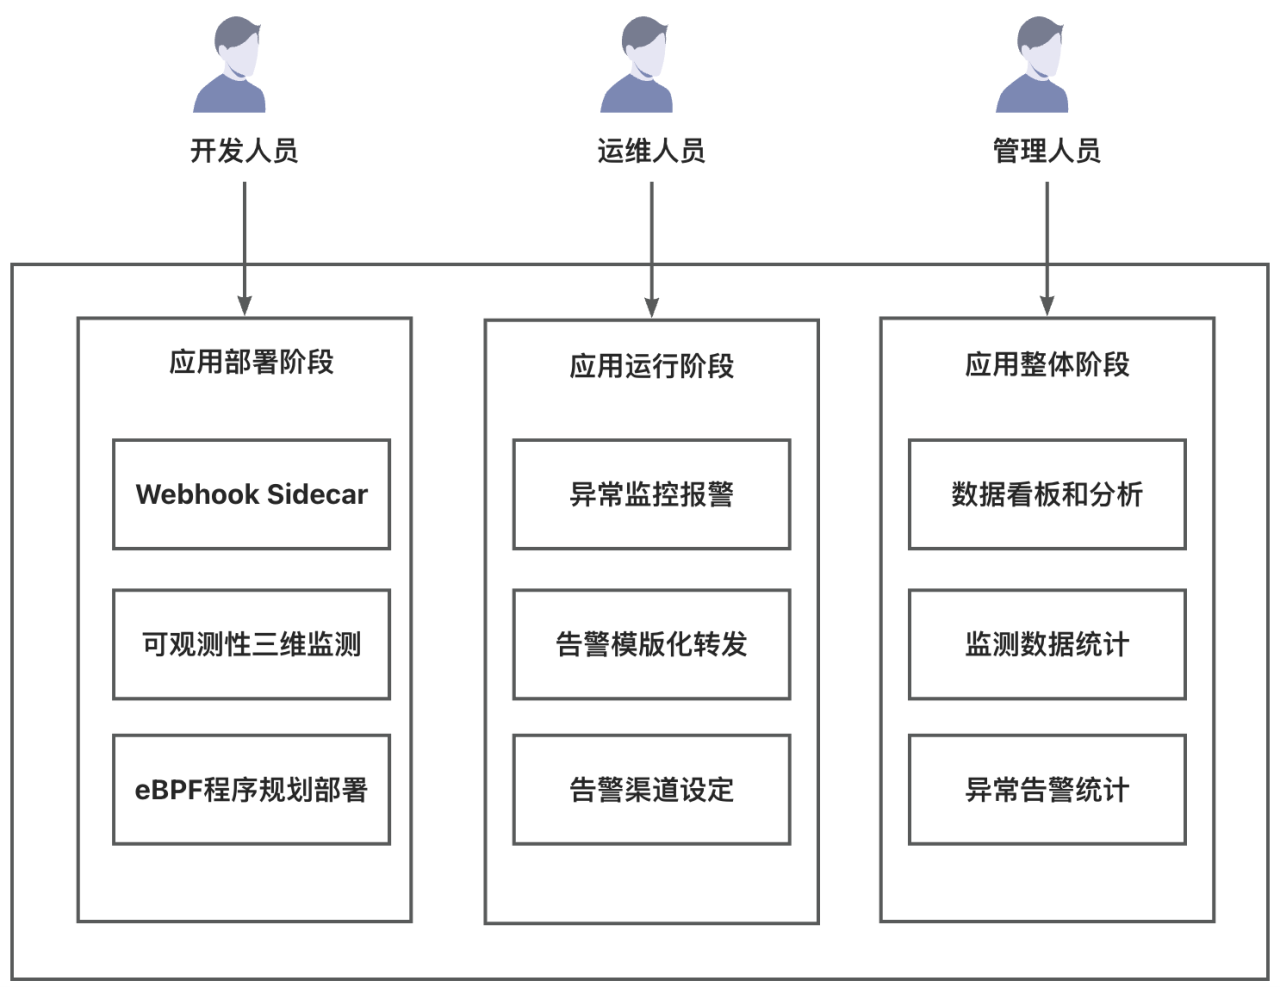 开发人员
运维人员
管理人员
应用部署阶段
Webhook Sidecar
可观测性三维监测
eBPF程序规划部署
应用运行阶段
异常监控报警
告警模版化转发
告警渠道设定
应用整体阶段
数据看板和分析
监测数据统计
异常告警统计